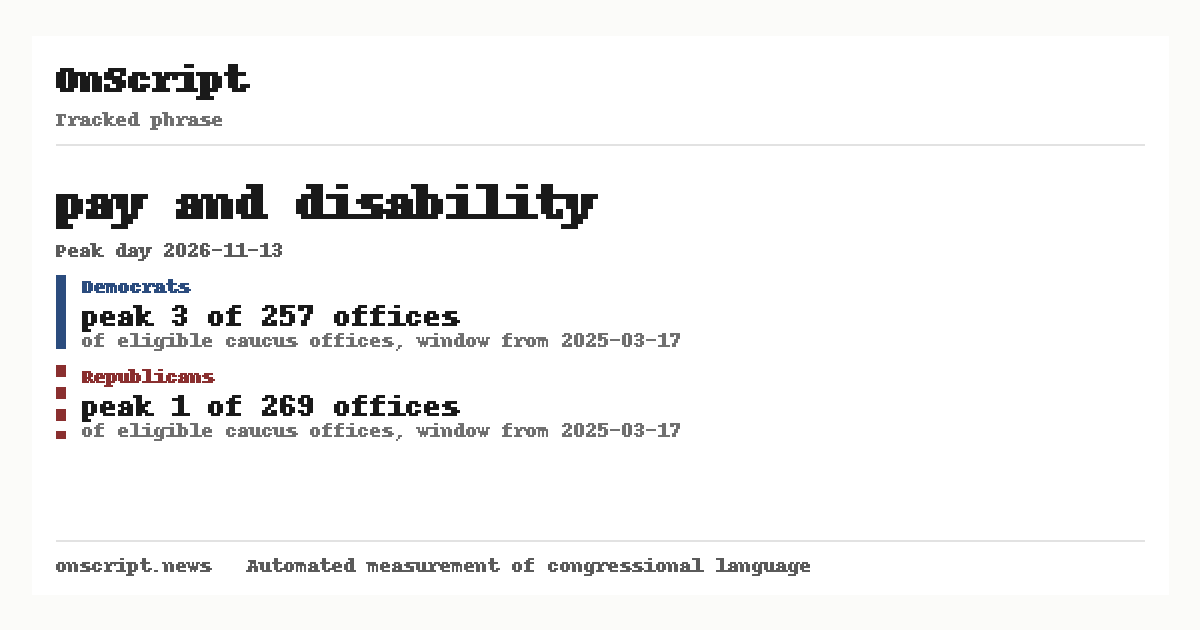 OnScript
Tracked phrase
pay and disability
Peak day 2026-11-13
Democrats
peak 3 of 257 offices
of eligible caucus offices, window from 2025-03-17
Republicans
peak 1 of 269 offices
of eligible caucus offices, window from 2025-03-17
onscript.news Automated measurement of congressional language